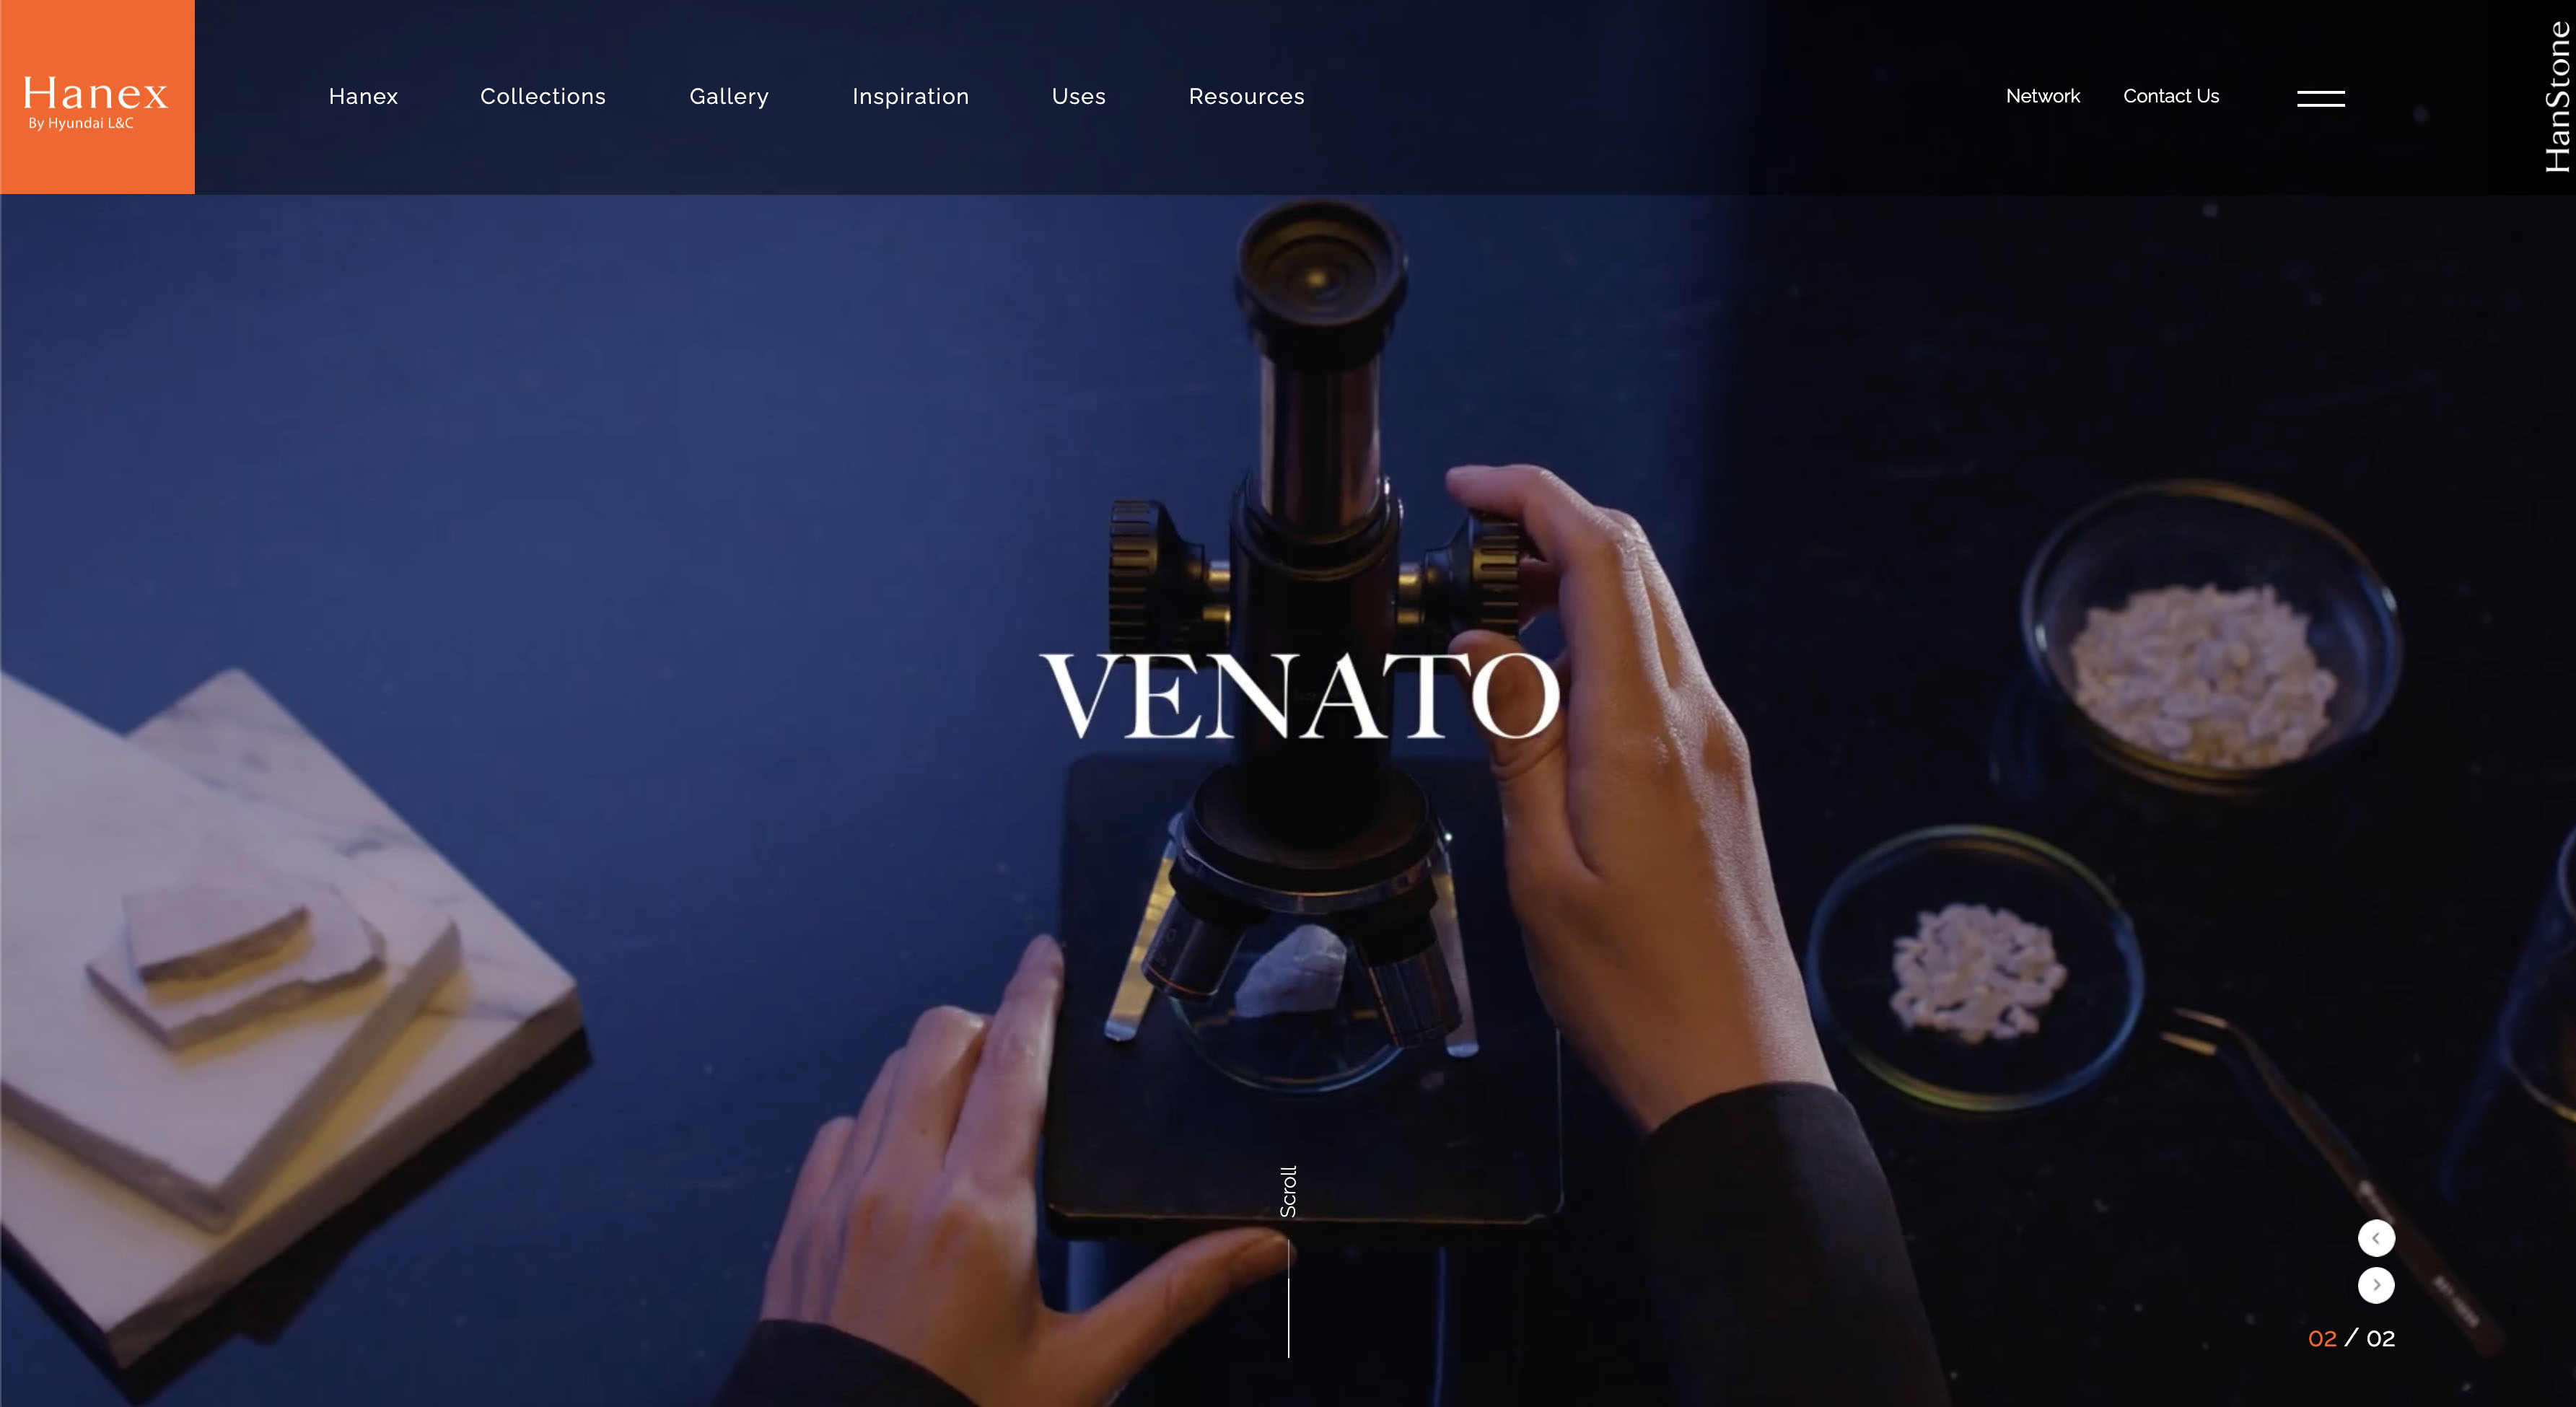 Hanex
By Hyundai L&C
Hanex
Collections
Gallery
Inspiration
Uses
Resources
Network
Contact Us
HanStone
VENATO
Scroll
02 / 02